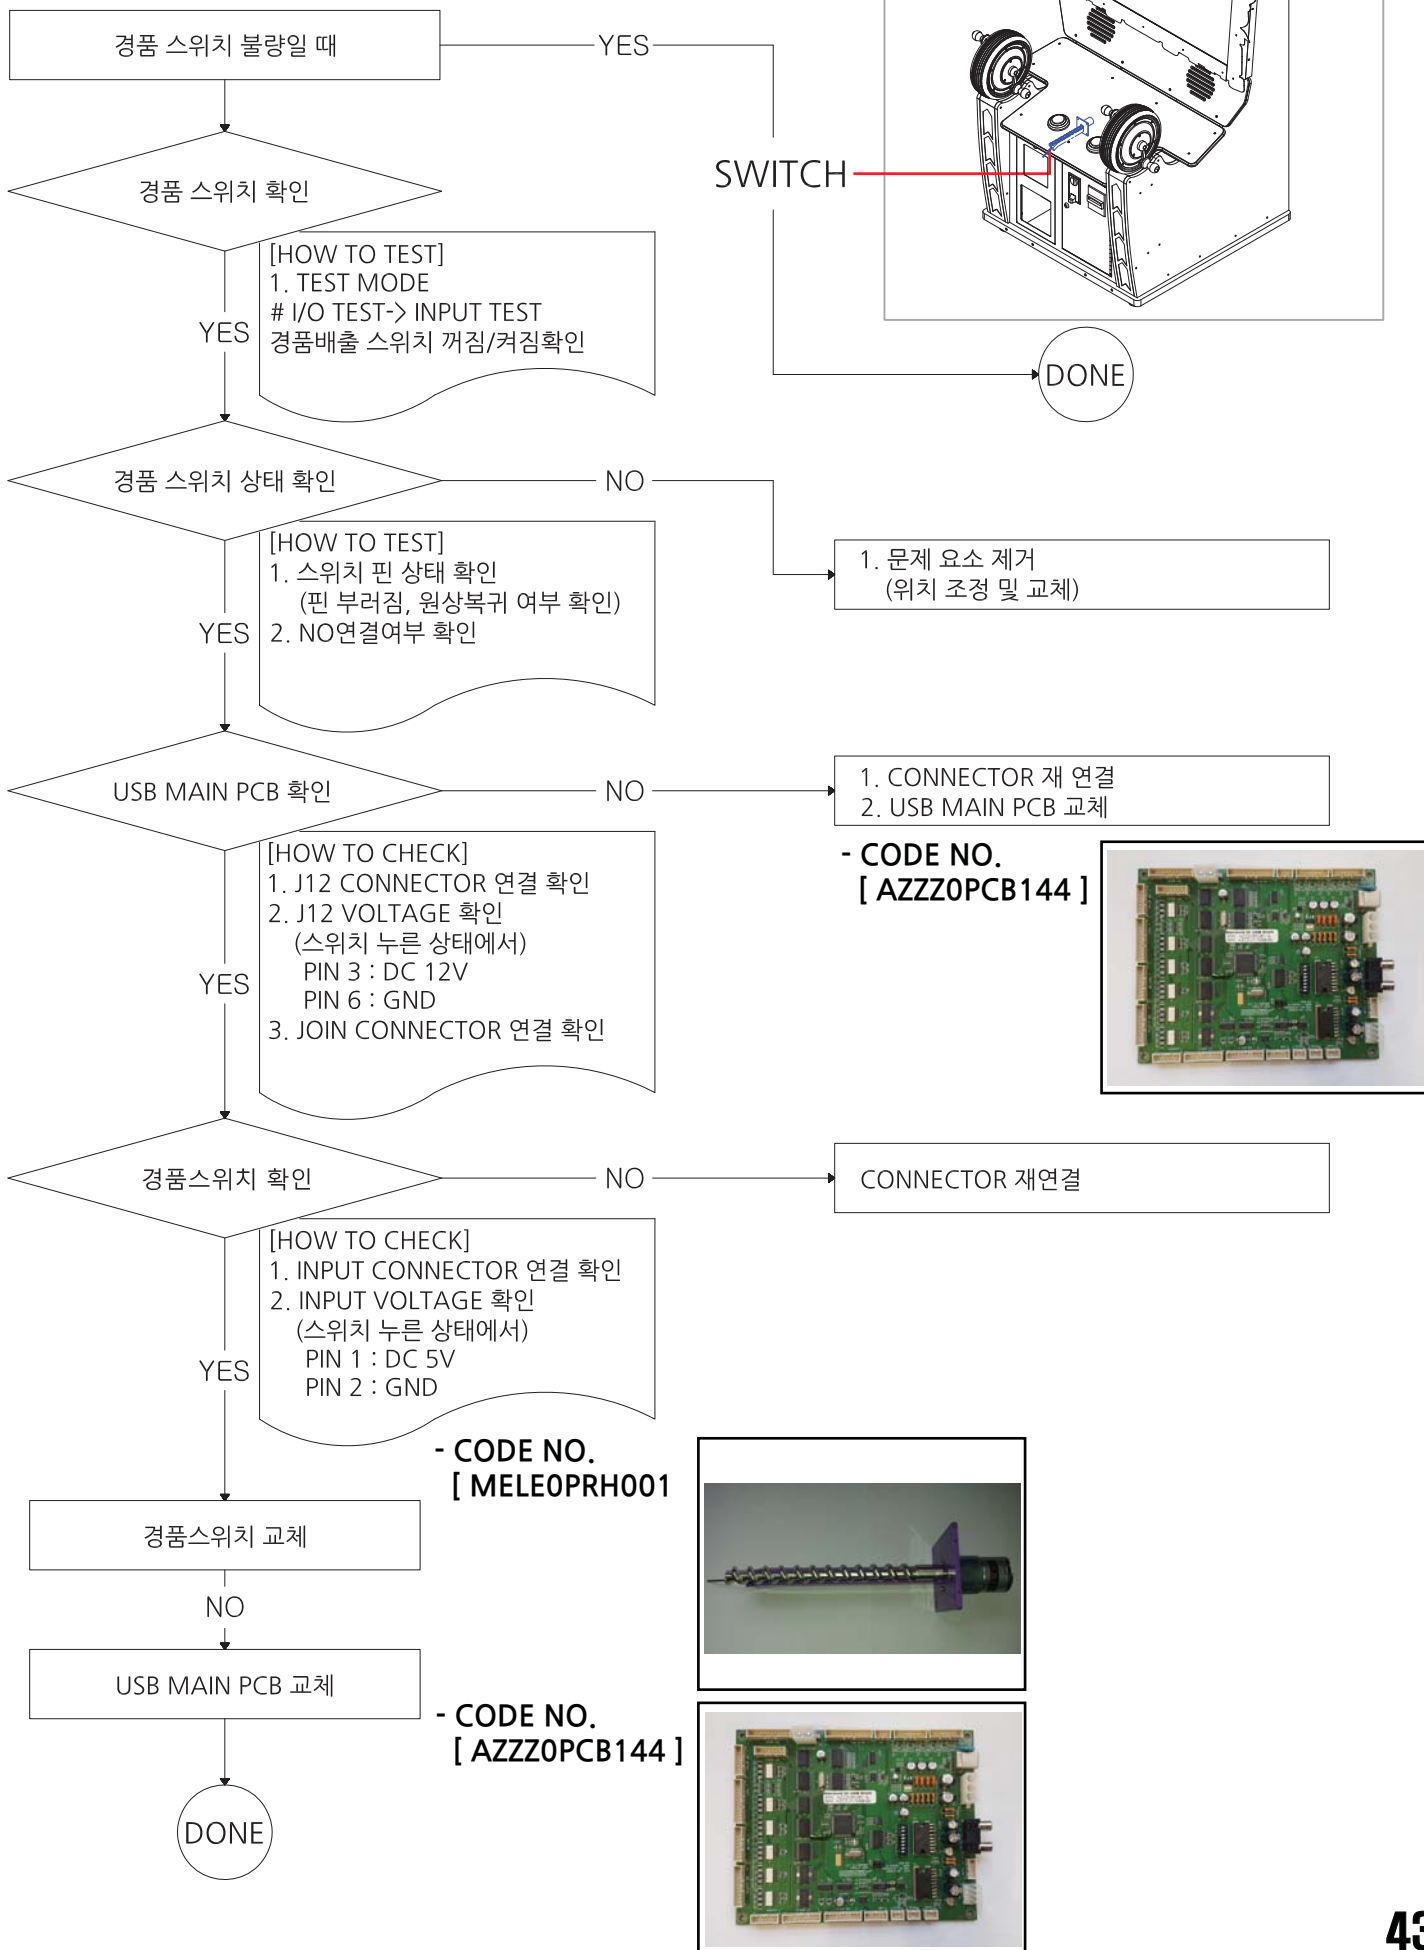 경품 스위치 불량일 때
YES
경품 스위치 확인
SWITCH
[HOW TO TEST]
1. TEST MODE
# I/O TEST-> INPUT TEST
경품배출 스위치 꺼짐/켜짐확인
YES
DONE
경품 스위치 상태 확인
NO
[HOW TO TEST]
1. 스위치 핀 상태 확인
(핀 부러짐, 원상복귀 여부 확인)
2. NO연결여부 확인
YES
1. 문제 요소 제거
(위치 조정 및 교체)
USB MAIN PCB 확인
NO
1. CONNECTOR 재 연결
2. USB MAIN PCB 교체
- CODE NO.
[ AZZZ0PCB144 ]
[HOW TO CHECK]
1. J12 CONNECTOR 연결 확인
2. J12 VOLTAGE 확인
(스위치 누른 상태에서)
PIN 3 : DC 12V
PIN 6 : GND
3. JOIN CONNECTOR 연결 확인
YES
경품스위치 확인
NO
CONNECTOR 재연결
[HOW TO CHECK]
1. INPUT CONNECTOR 연결 확인
2. INPUT VOLTAGE 확인
(스위치 누른 상태에서)
PIN 1 : DC 5V
PIN 2 : GND
YES
- CODE NO.
[ MELE0PRH001
경품스위치 교체
NO
USB MAIN PCB 교체
- CODE NO.
[ AZZZ0PCB144 ]
DONE
43